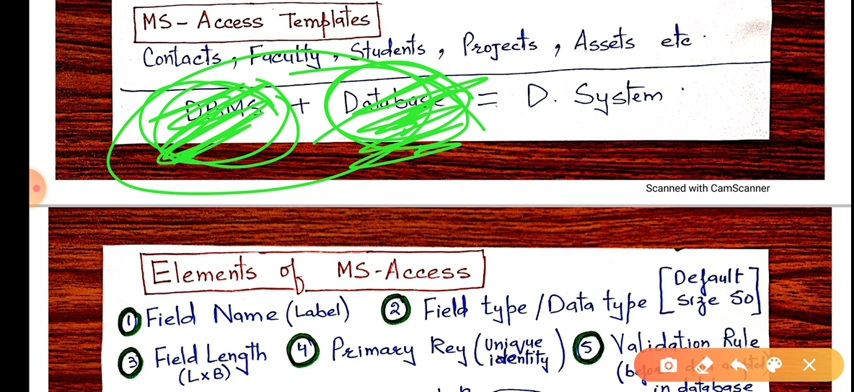 MS-Access Templates
Contacts, Faculty, Students, Projects, Assets etc.
DBMS + Database = D. System
Scanned with CamScanner
Elements of MS-Access
① Field Name (Label) ② Field type/Data type [Default size 50]
③ Field Length (LxB) ④ Primary Key (Unique identity) ⑤ Validation Rule
in database